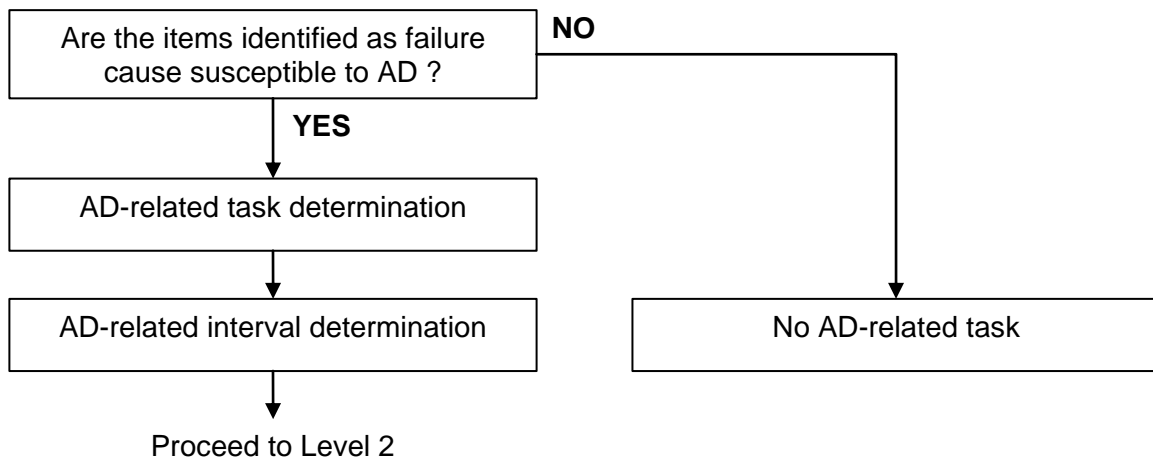 Are the items identified as failure
cause susceptible to AD ?
NO
YES
AD-related task determination
AD-related interval determination
No AD-related task
Proceed to Level 2